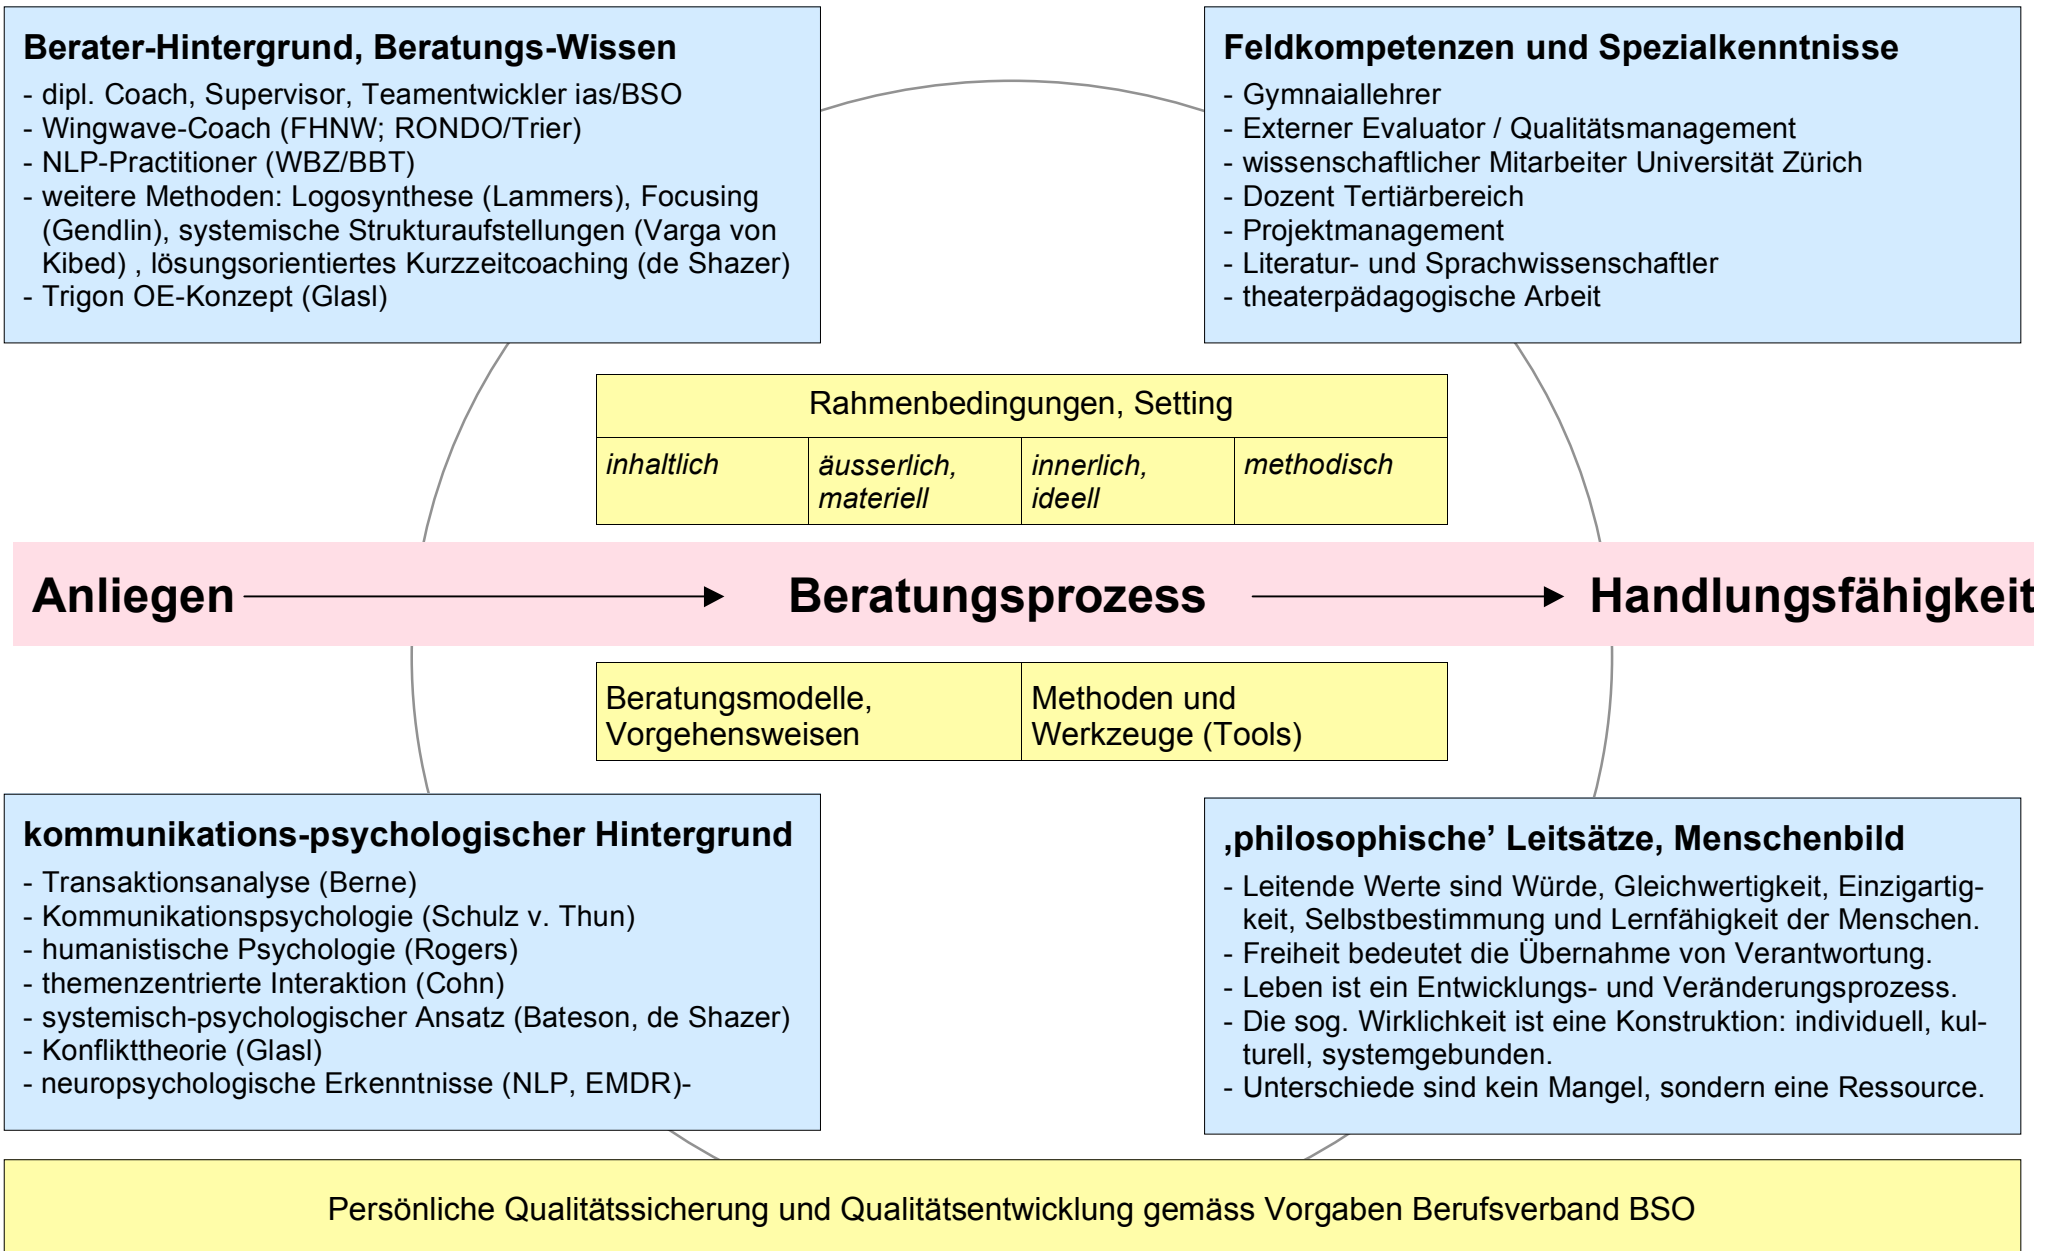 Berater-Hintergrund, Beratungs-Wissen
- dipl. Coach, Supervisor, Teamentwickler ias/BSO
- Wingwave-Coach (FHNW; RONDO/Trier)
- NLP-Practitioner (WBZ/BBT)
- weitere Methoden: Logosynthese (Lammers), Focusing
(Gendlin), systemische Strukturaufstellungen (Varga von
Kibed) , lösungsorientiertes Kurzzeitcoaching (de Shazer)
- Trigon OE-Konzept (Glasl)
Feldkompetenzen und Spezialkenntnisse
- Gymnaiallehrer
- Externer Evaluator / Qualitätsmanagement
- wissenschaftlicher Mitarbeiter Universität Zürich
- Dozent Tertiärbereich
- Projektmanagement
- Literatur- und Sprachwissenschaftler
- theaterpädagogische Arbeit
Rahmenbedingungen, Setting
inhaltlich
äusserlich,
materiell
innerlich,
ideell
methodisch
Anliegen
Beratungsprozess
Handlungsfähigkeit
Beratungsmodelle,
Vorgehensweisen
Methoden und
Werkzeuge (Tools)
kommunikations-psychologischer Hintergrund
- Transaktionsanalyse (Berne)
- Kommunikationspsychologie (Schulz v. Thun)
- humanistische Psychologie (Rogers)
- themenzentrierte Interaktion (Cohn)
- systemisch-psychologischer Ansatz (Bateson, de Shazer)
- Konflikttheorie (Glasl)
- neuropsychologische Erkenntnisse (NLP, EMDR)-
‚philosophische’ Leitsätze, Menschenbild
- Leitende Werte sind Würde, Gleichwertigkeit, Einzigartig-
keit, Selbstbestimmung und Lernfähigkeit der Menschen.
- Freiheit bedeutet die Übernahme von Verantwortung.
- Leben ist ein Entwicklungs- und Veränderungsprozess.
- Die sog. Wirklichkeit ist eine Konstruktion: individuell, kul-
turell, systemgebunden.
- Unterschiede sind kein Mangel, sondern eine Ressource.
Persönliche Qualitätssicherung und Qualitätsentwicklung gemäss Vorgaben Berufsverband BSO